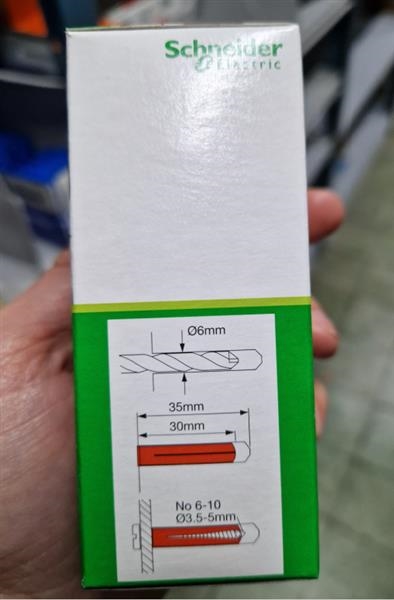 Schneider
Electric
Ø6mm
35mm
30mm
No 6-10
Ø3.5-5mm